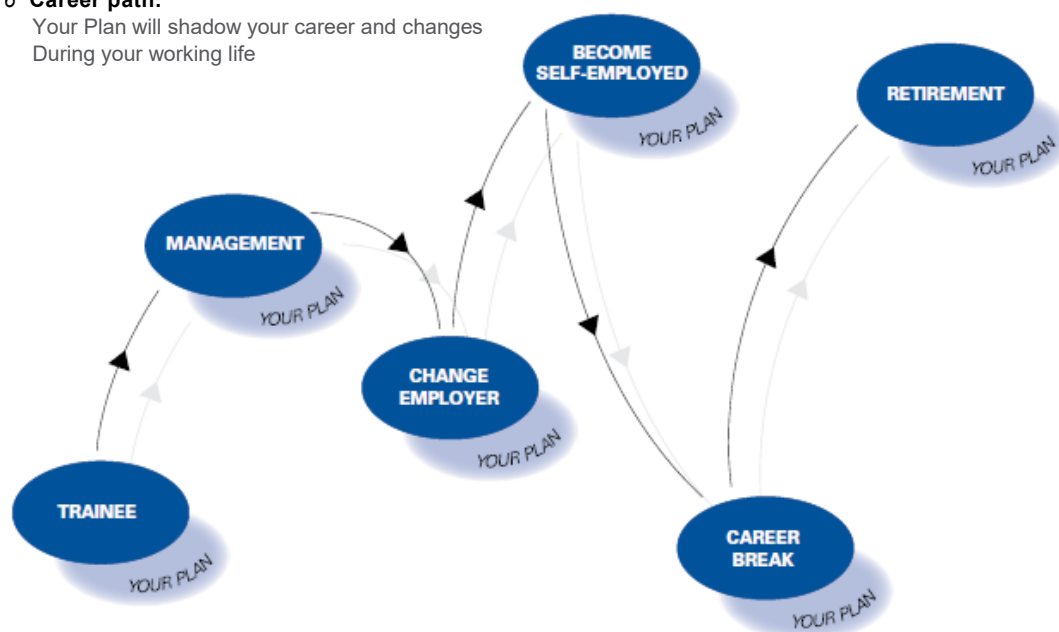 o Career path:
Your Plan will shadow your career and changes
During your working life
BECOME
SELF-EMPLOYED
YOUR PLAN
RETIREMENT
YOUR PLAN
MANAGEMENT
YOUR PLAN
CHANGE
EMPLOYER
YOUR PLAN
TRAINEE
YOUR PLAN
CAREER
BREAK
YOUR PLAN